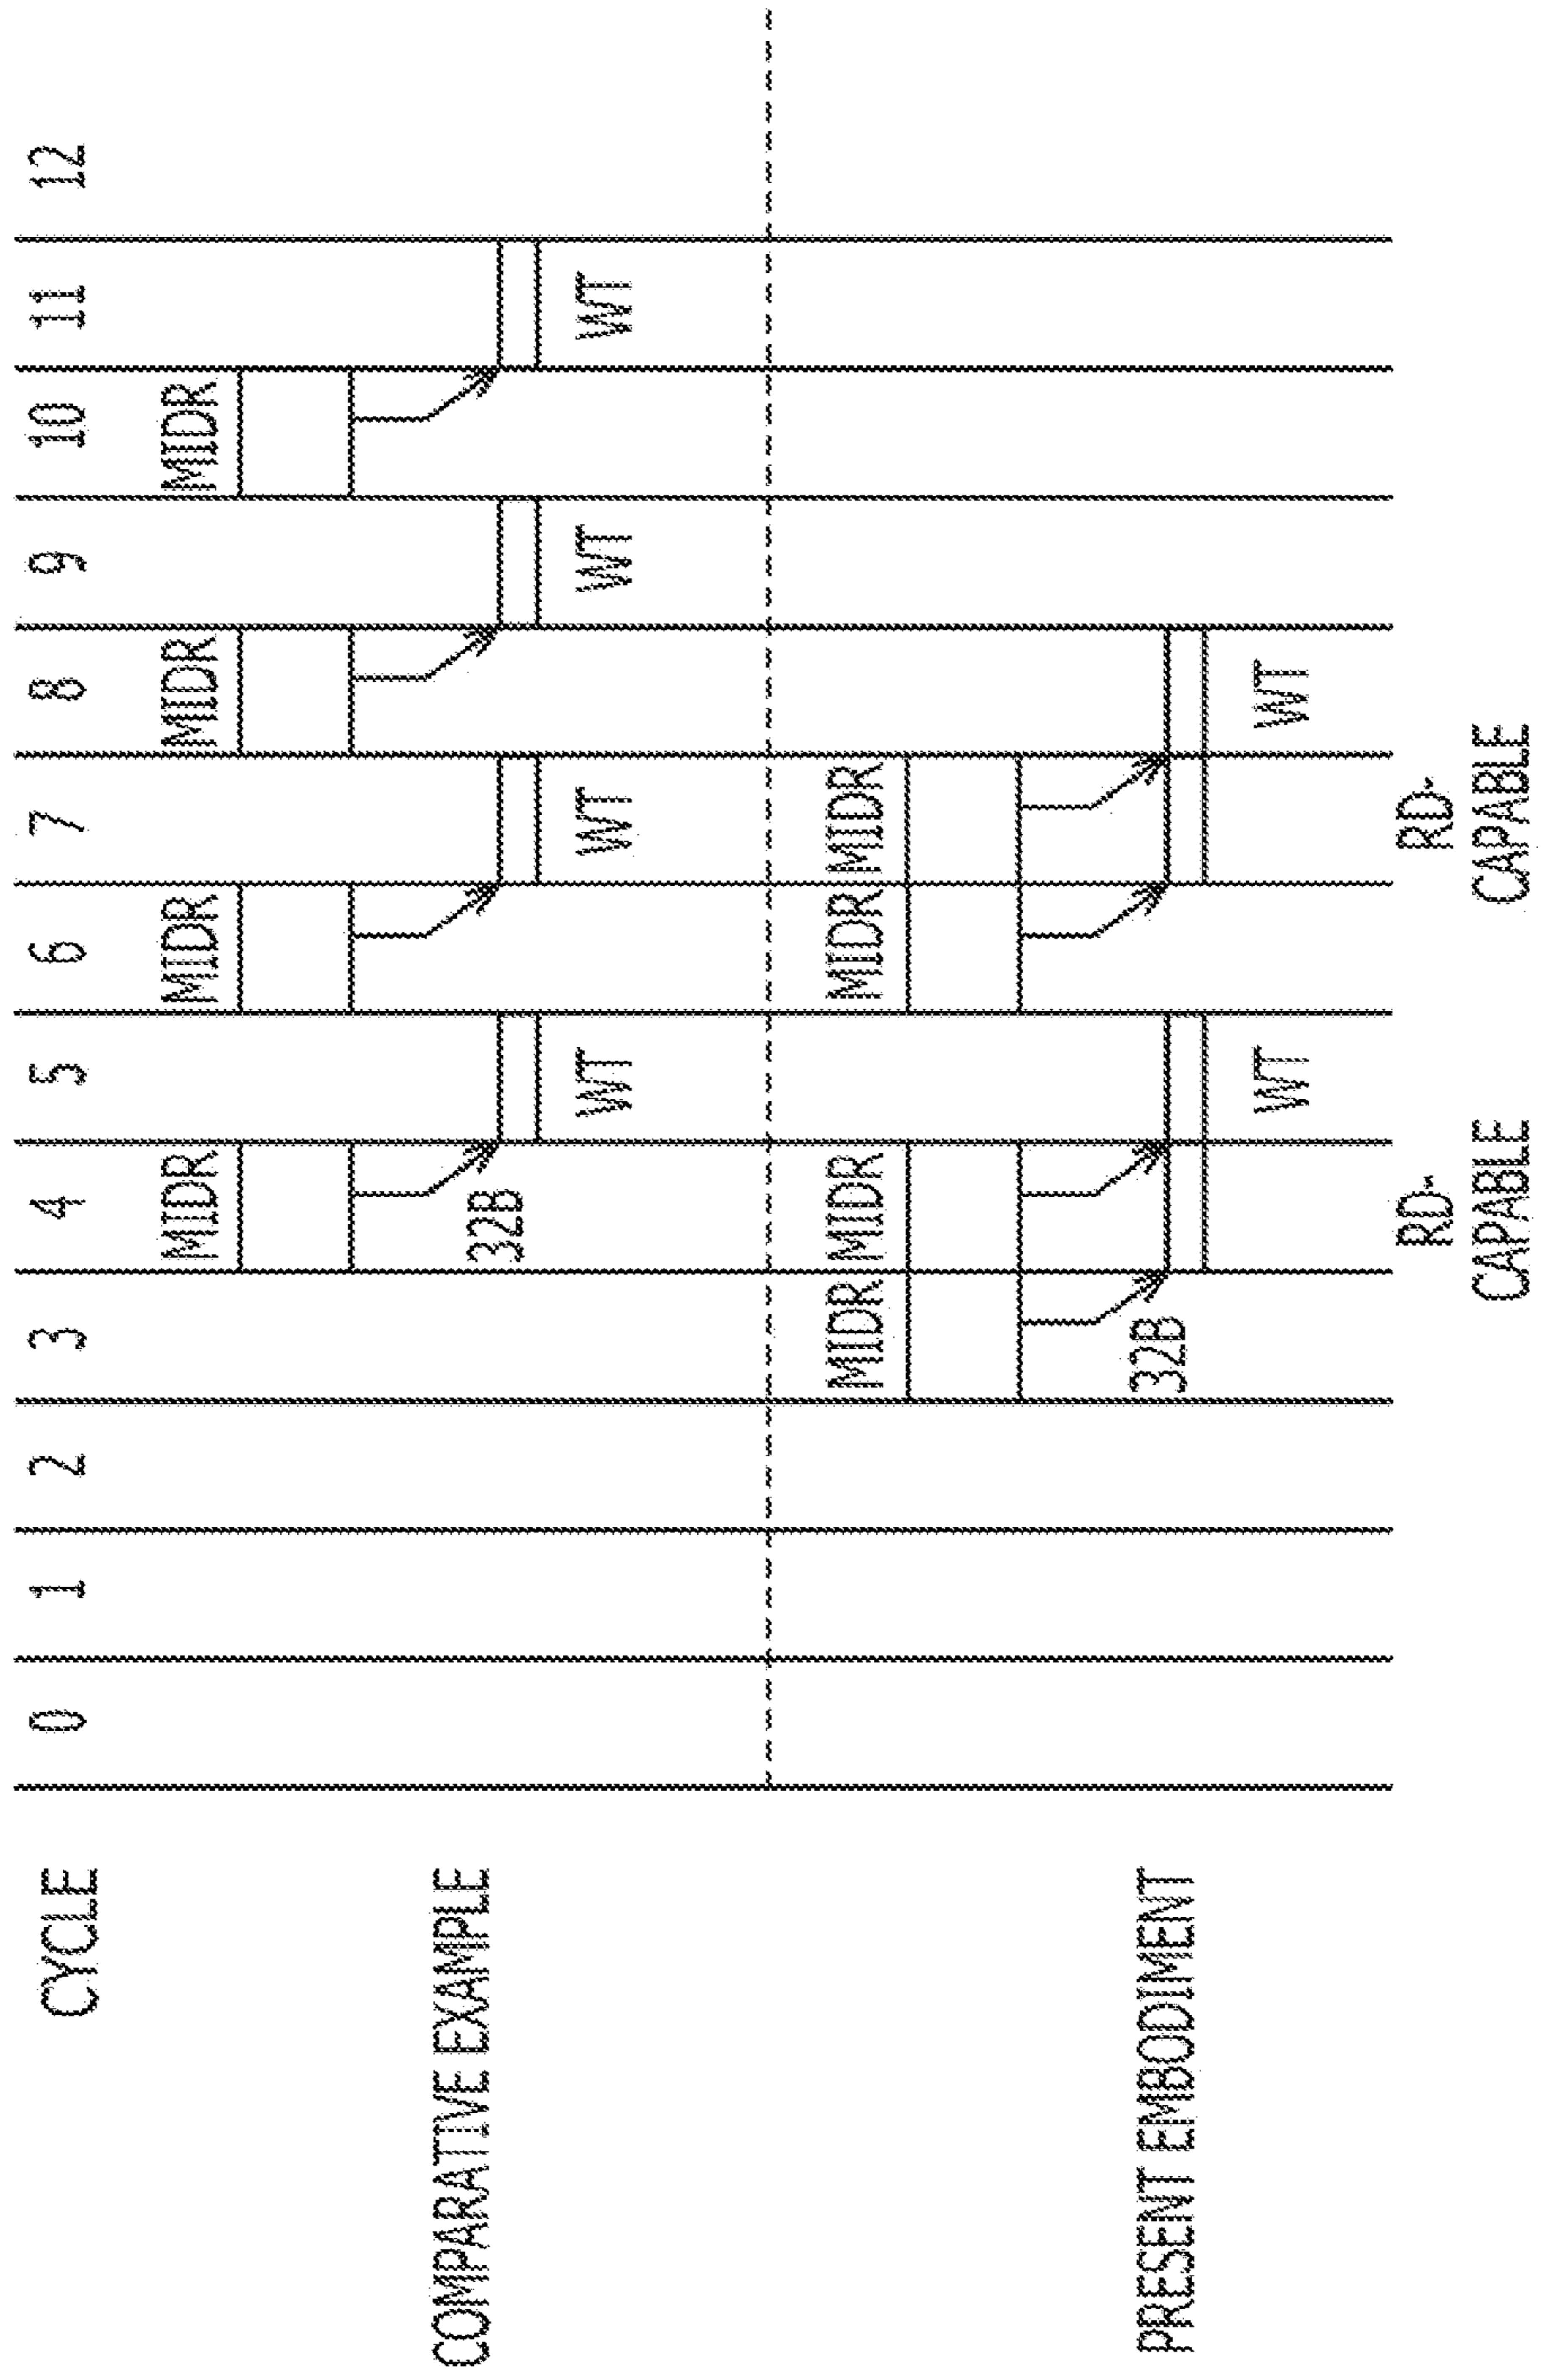 CYCLE 0 1 2 3 4 5 6 7 8 9 10 11 12
MIDR MIDR MIDR MIDR
COMPARATIVE EXAMPLE
32B
WT WT WT WT
MIDR MIDR MIDR MIDR
PRESENT EMBODIMENT
32B
WT WT
RD- RD-
CAPABLE CAPABLE